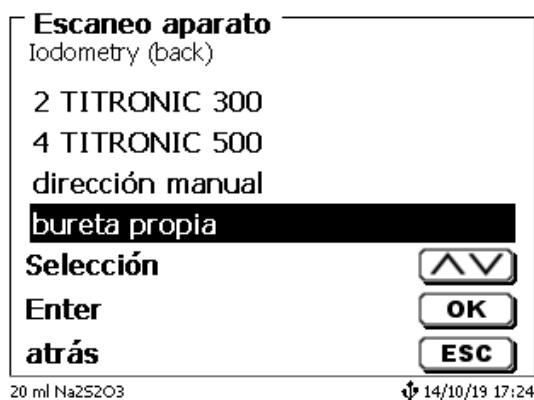 Escaneo aparato
Iodometry (back)
2 TITRONIC 300
4 TITRONIC 500
dirección manual
bureta propia
Selección
Enter OK
atrás ESC
20 ml Na2S2O3 14/10/19 17:24